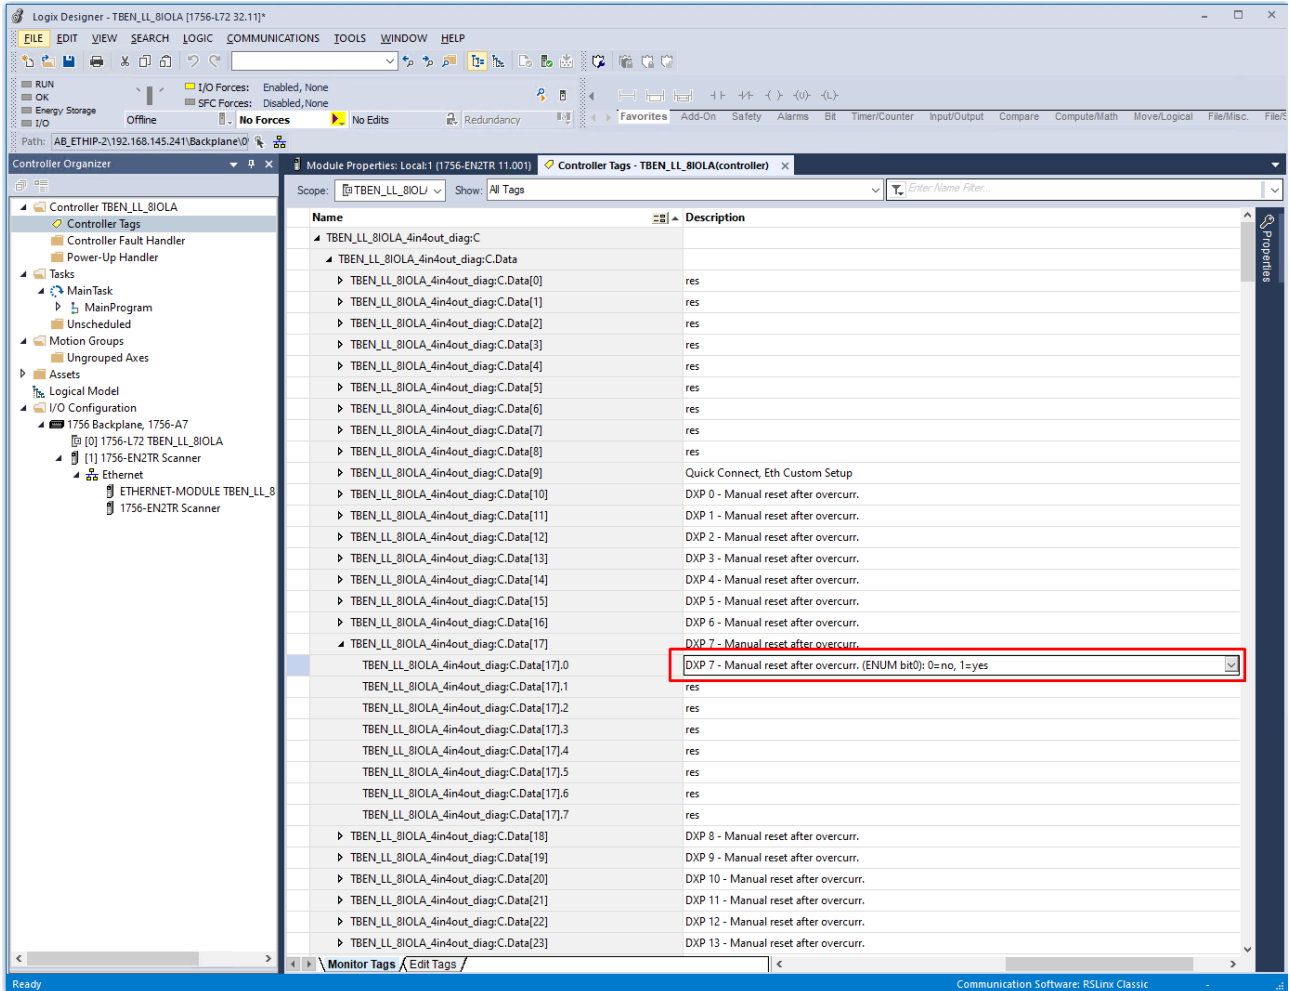 Logix Designer - TBEN_LL_8IOLA [1756-L72 32.11]*
FILE EDIT VIEW SEARCH LOGIC COMMUNICATIONS TOOLS WINDOW HELP
RUN
OK
Energy Storage
I/O
I/O Forces: Enabled, None
SFC Forces: Disabled, None
Offline No Forces No Edits Redundancy
Favorites Add-On Safety Alarms Bit Timer/Counter Input/Output Compare Compute/Math Move/Logical File/Misc.
Path: AB_ETHIP-2\192.168.145.241\Backplane\0
Controller Organizer
Controller TBEN_LL_8IOLA
Controller Tags
Controller Fault Handler
Power-Up Handler
Tasks
MainTask
MainProgram
Unscheduled
Motion Groups
Ungrouped Axes
Assets
Logical Model
I/O Configuration
1756 Backplane, 1756-A7
[0] 1756-L72 TBEN_LL_8IOLA
[1] 1756-EN2TR Scanner
Ethernet
ETHERNET-MODULE TBEN_LL_8
1756-EN2TR Scanner
Module Properties: Local:1 (1756-EN2TR 11.001) Controller Tags - TBEN_LL_8IOLA(controller)
Scope: TBEN_LL_8IOL Show: All Tags Enter Name Filter...
Name Description
TBEN_LL_8IOLA_4in4out_diag:C
TBEN_LL_8IOLA_4in4out_diag:C.Data
TBEN_LL_8IOLA_4in4out_diag:C.Data[0] res
TBEN_LL_8IOLA_4in4out_diag:C.Data[1] res
TBEN_LL_8IOLA_4in4out_diag:C.Data[2] res
TBEN_LL_8IOLA_4in4out_diag:C.Data[3] res
TBEN_LL_8IOLA_4in4out_diag:C.Data[4] res
TBEN_LL_8IOLA_4in4out_diag:C.Data[5] res
TBEN_LL_8IOLA_4in4out_diag:C.Data[6] res
TBEN_LL_8IOLA_4in4out_diag:C.Data[7] res
TBEN_LL_8IOLA_4in4out_diag:C.Data[8] res
TBEN_LL_8IOLA_4in4out_diag:C.Data[9] Quick Connect, Eth Custom Setup
TBEN_LL_8IOLA_4in4out_diag:C.Data[10] DXP 0 - Manual reset after overcurr.
TBEN_LL_8IOLA_4in4out_diag:C.Data[11] DXP 1 - Manual reset after overcurr.
TBEN_LL_8IOLA_4in4out_diag:C.Data[12] DXP 2 - Manual reset after overcurr.
TBEN_LL_8IOLA_4in4out_diag:C.Data[13] DXP 3 - Manual reset after overcurr.
TBEN_LL_8IOLA_4in4out_diag:C.Data[14] DXP 4 - Manual reset after overcurr.
TBEN_LL_8IOLA_4in4out_diag:C.Data[15] DXP 5 - Manual reset after overcurr.
TBEN_LL_8IOLA_4in4out_diag:C.Data[16] DXP 6 - Manual reset after overcurr.
TBEN_LL_8IOLA_4in4out_diag:C.Data[17] DXP 7 - Manual reset after overcurr.
TBEN_LL_8IOLA_4in4out_diag:C.Data[17].0 DXP 7 - Manual reset after overcurr. (ENUM bit0): 0=no, 1=yes
TBEN_LL_8IOLA_4in4out_diag:C.Data[17].1 res
TBEN_LL_8IOLA_4in4out_diag:C.Data[17].2 res
TBEN_LL_8IOLA_4in4out_diag:C.Data[17].3 res
TBEN_LL_8IOLA_4in4out_diag:C.Data[17].4 res
TBEN_LL_8IOLA_4in4out_diag:C.Data[17].5 res
TBEN_LL_8IOLA_4in4out_diag:C.Data[17].6 res
TBEN_LL_8IOLA_4in4out_diag:C.Data[17].7 res
TBEN_LL_8IOLA_4in4out_diag:C.Data[18] DXP 8 - Manual reset after overcurr.
TBEN_LL_8IOLA_4in4out_diag:C.Data[19] DXP 9 - Manual reset after overcurr.
TBEN_LL_8IOLA_4in4out_diag:C.Data[20] DXP 10 - Manual reset after overcurr.
TBEN_LL_8IOLA_4in4out_diag:C.Data[21] DXP 11 - Manual reset after overcurr.
TBEN_LL_8IOLA_4in4out_diag:C.Data[22] DXP 12 - Manual reset after overcurr.
TBEN_LL_8IOLA_4in4out_diag:C.Data[23] DXP 13 - Manual reset after overcurr.
Properties
Monitor Tags Edit Tags
Ready Communication Software: RSLinx Classic